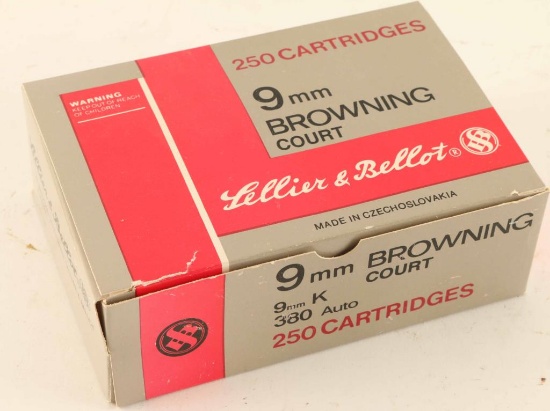 250 CARTRIDGES
WARNING
KEEP OUT OF REACH
OF CHILDREN
9mm
BROWNING
COURT
Sellier & Bellot®
MADE IN CZECHOSLOVAKIA
9mm BROWNING
COURT
9mm K
380 Auto
250 CARTRIDGES